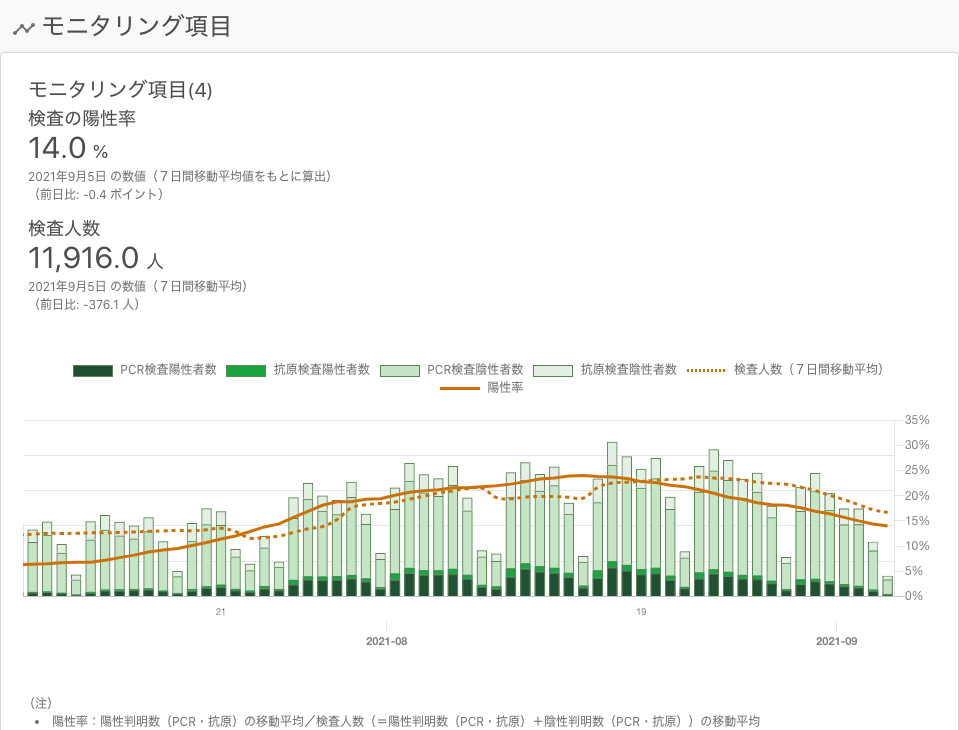 モニタリング項目
モニタリング項目(4)
検査の陽性率
14.0 %
2021年9月5日 の数値（７日間移動平均値をもとに算出）
（前日比: -0.4 ポイント）
検査人数
11,916.0 人
2021年9月5日 の数値（７日間移動平均）
（前日比: -376.1 人）
PCR検査陽性者数 抗原検査陽性者数 PCR検査陰性者数 抗原検査陰性者数 検査人数（７日間移動平均）
陽性率
35%
30%
25%
20%
15%
10%
5%
0%
21 19
2021-08 2021-09
（注）
• 陽性率：陽性判明数（PCR・抗原）の移動平均／検査人数（＝陽性判明数（PCR・抗原）＋陰性判明数（PCR・抗原））の移動平均